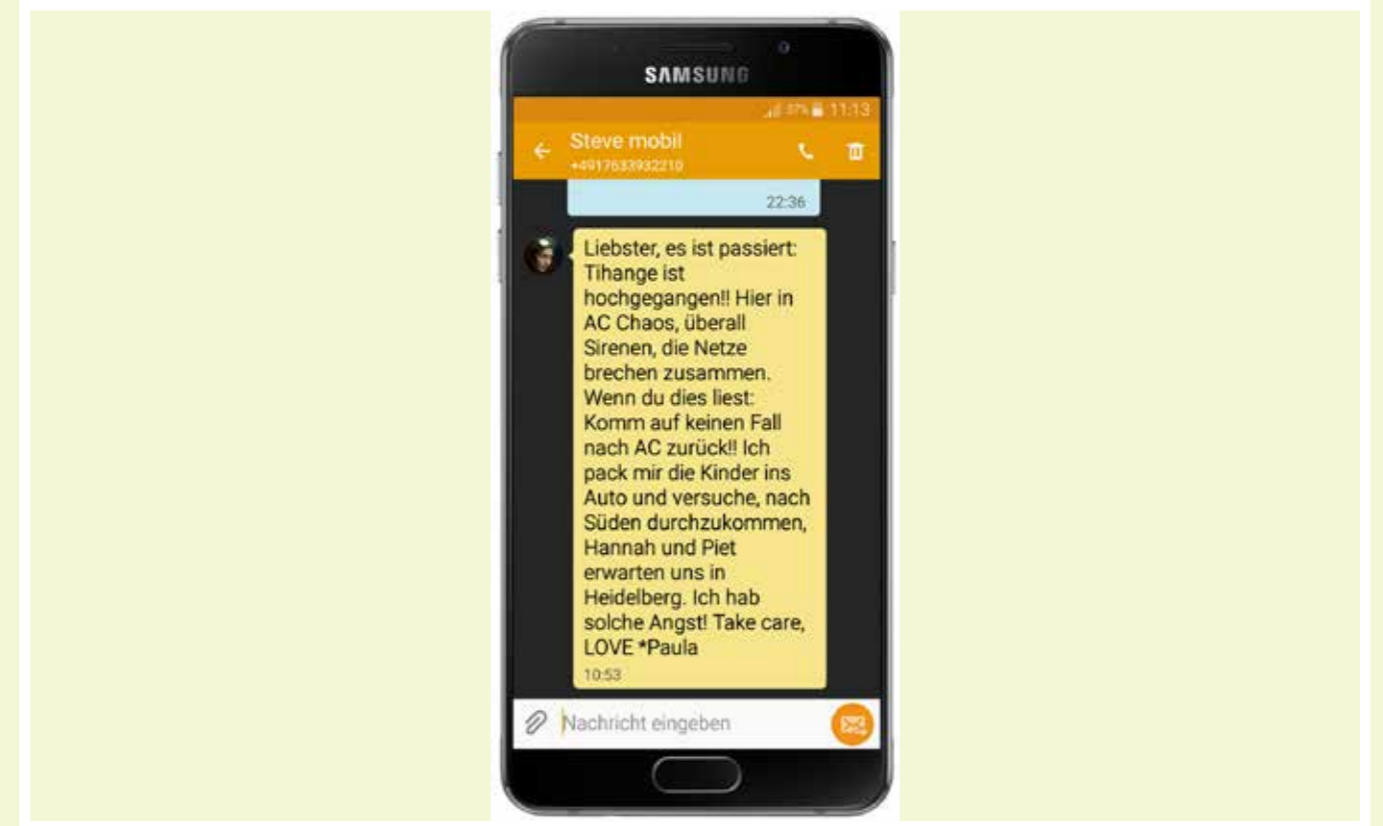 SAMSUNG
11:13
Steve mobil
+4917633932210
22:36
Liebster, es ist passiert:
Tihange ist
hochgegangen!! Hier in
AC Chaos, überall
Sirenen, die Netze
brechen zusammen.
Wenn du dies liest:
Komm auf keinen Fall
nach AC zurück!! Ich
pack mir die Kinder ins
Auto und versuche, nach
Süden durchzukommen,
Hannah und Piet
erwarten uns in
Heidelberg. Ich hab
solche Angst! Take care,
LOVE *Paula
10:53
Nachricht eingeben